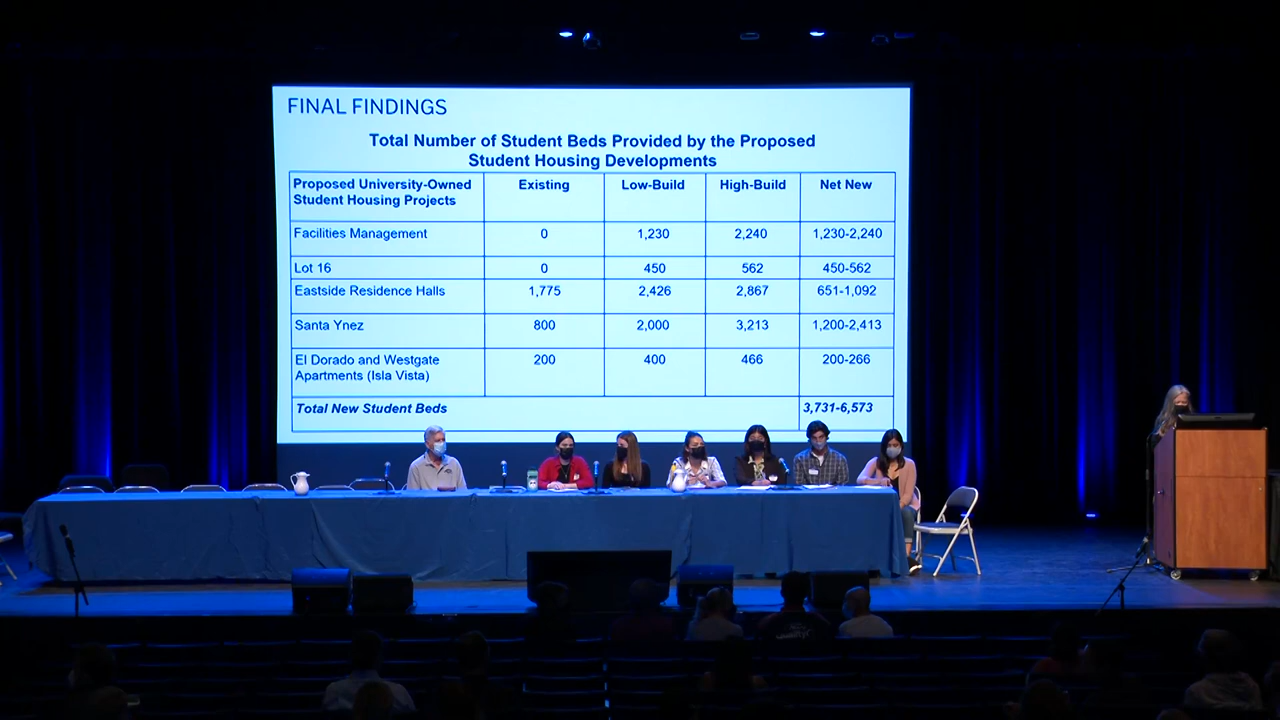 FINAL FINDINGS
Total Number of Student Beds Provided by the Proposed
Student Housing Developments
Proposed University-Owned Student Housing Projects Existing Low-Build High-Build Net New
Facilities Management 0 1,230 2,240 1,230-2,240
Lot 16 0 450 562 450-562
Eastside Residence Halls 1,775 2,426 2,867 651-1,092
Santa Ynez 800 2,000 3,213 1,200-2,413
El Dorado and Westgate Apartments (Isla Vista) 200 400 466 200-266
Total New Student Beds 3,731-6,573